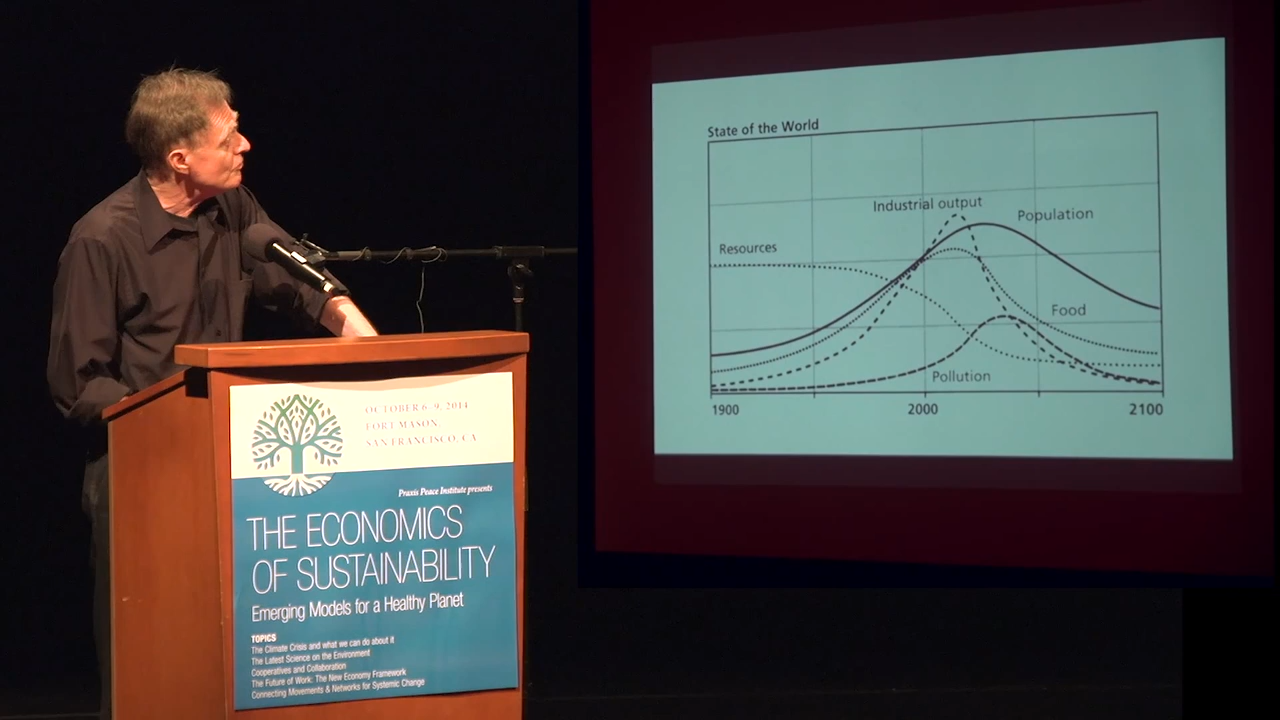 State of the World
Industrial output
Population
Resources
Food
Pollution
1900
2000
2100
OCTOBER 6-9, 2014
FORT MASON,
SAN FRANCISCO, CA
Praxis Peace Institute presents
THE ECONOMICS
OF SUSTAINABILITY
Emerging Models for a Healthy Planet
TOPICS
The Climate Crisis and what we can do about it
The Latest Science on the Environment
Cooperatives and Collaboration
The Future of Work: The New Economy Framework
Connecting Movements & Networks for Systemic Change